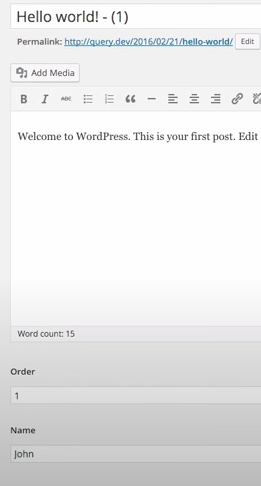 Hello world! - (1)
Permalink: http://query.dev/2016/02/21/hello-world/ Edit
Add Media
B I ABC
Welcome to WordPress. This is your first post. Edit
Word count: 15
Order
1
Name
John